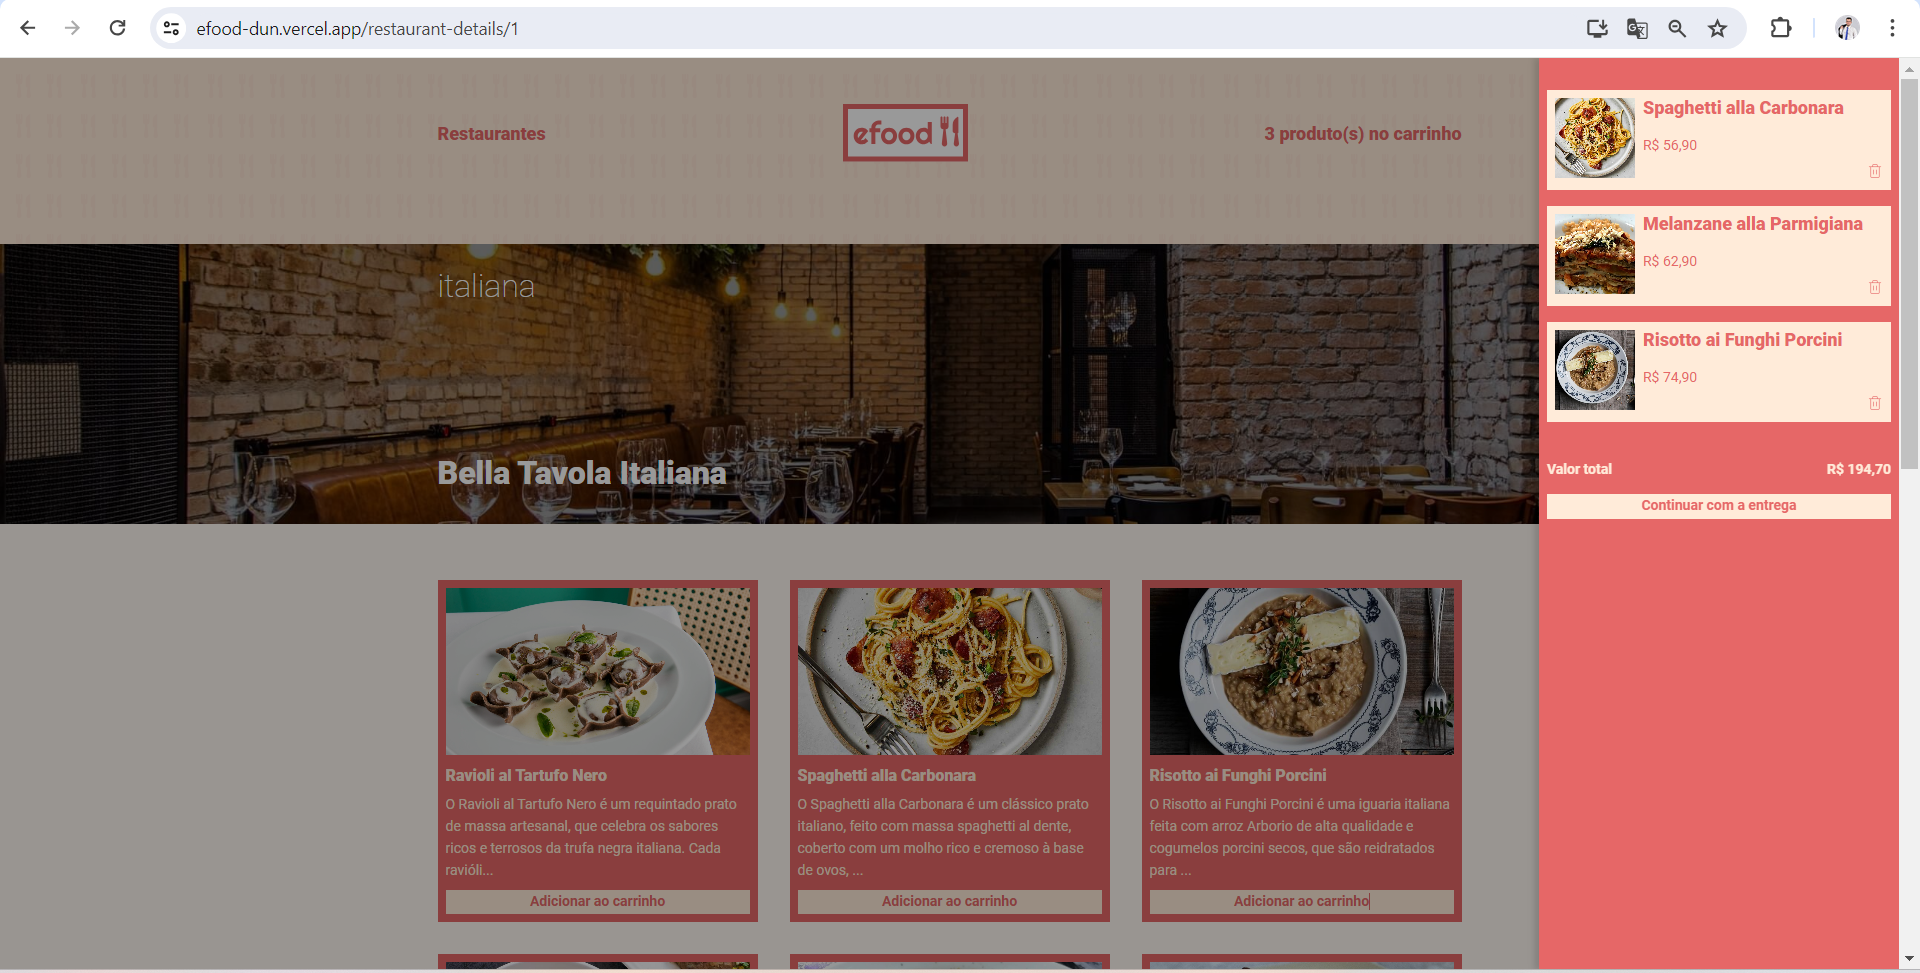 efood-dun.vercel.app/restaurant-details/1
Restaurantes
efood
3 produto(s) no carrinho
italiana
Bella Tavola Italiana
Ravioli al Tartufo Nero
O Ravioli al Tartufo Nero é um requintado prato
de massa artesanal, que celebra os sabores
ricos e terrosos da trufa negra italiana. Cada
ravióli...
Adicionar ao carrinho
Spaghetti alla Carbonara
O Spaghetti alla Carbonara é um clássico prato
italiano, feito com massa spaghetti al dente,
coberto com um molho rico e cremoso à base
de ovos, ...
Adicionar ao carrinho
Risotto ai Funghi Porcini
O Risotto ai Funghi Porcini é uma iguaria italiana
feita com arroz Arborio de alta qualidade e
cogumelos porcini secos, que são reidratados
para ...
Adicionar ao carrinho
Spaghetti alla Carbonara
R$ 56,90
Melanzane alla Parmigiana
R$ 62,90
Risotto ai Funghi Porcini
R$ 74,90
Valor total
R$ 194,70
Continuar com a entrega